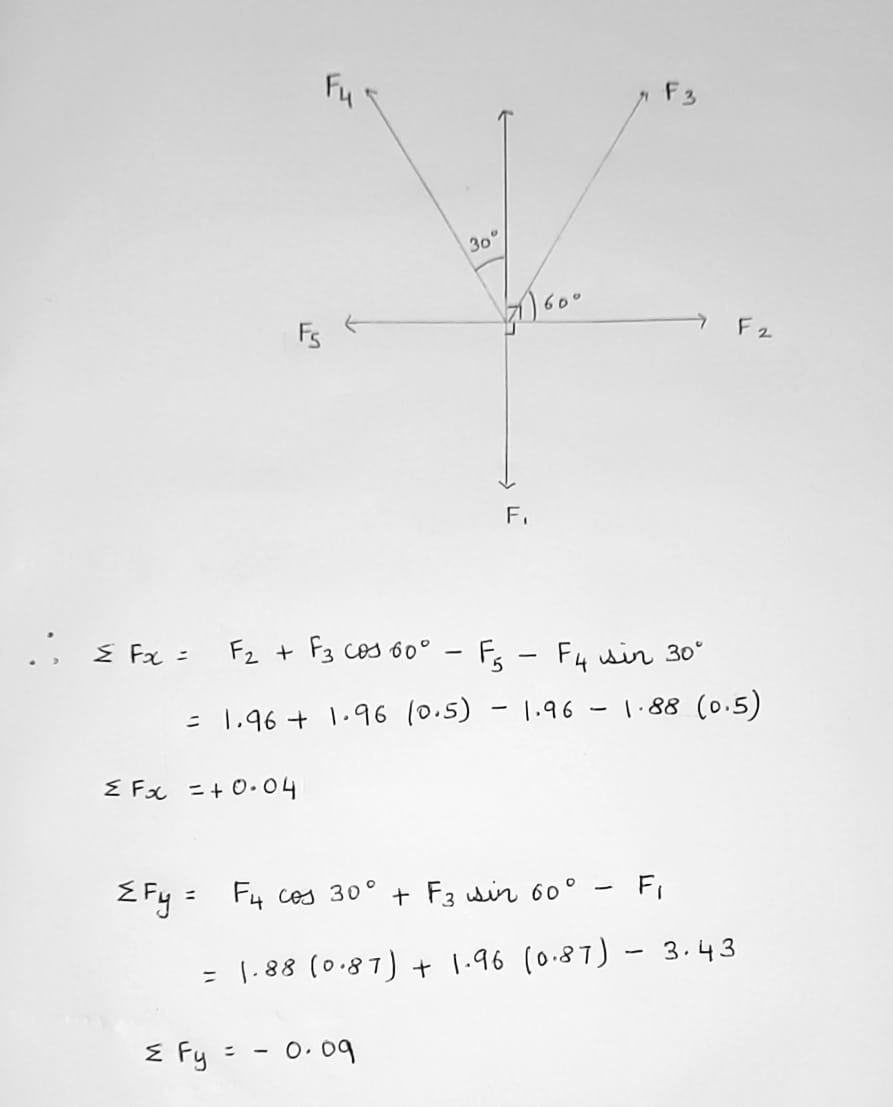 F4 F3
30°
60°
F5 F2
F1
∴ Σ Fx = F2 + F3 cos 60° - F5 - F4 sin 30°
= 1.96 + 1.96 (0.5) - 1.96 - 1.88 (0.5)
Σ Fx = + 0.04
Σ Fy = F4 cos 30° + F3 sin 60° - F1
= 1.88 (0.87) + 1.96 (0.87) - 3.43
Σ Fy = - 0.09